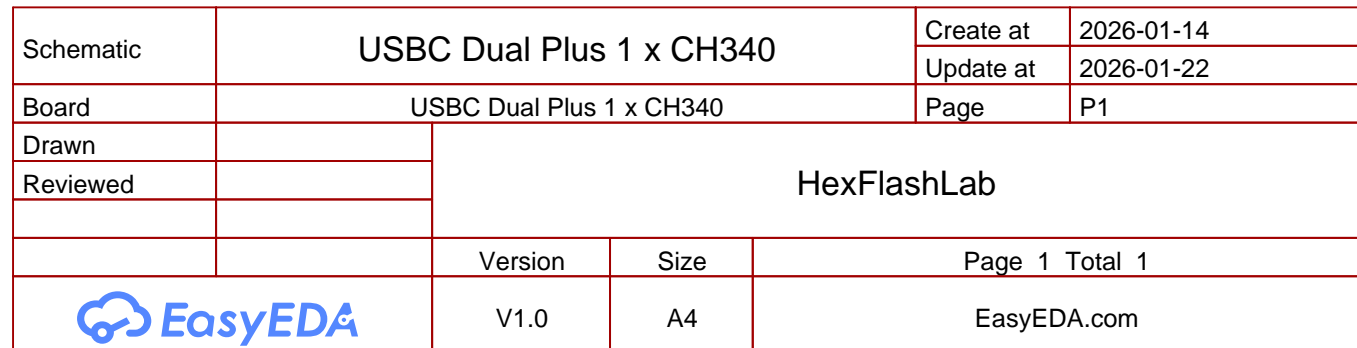 Schematic USBC Dual Plus 1 x CH340 Create at 2026-01-14
Update at 2026-01-22
Board USBC Dual Plus 1 x CH340 Page P1
Drawn
Reviewed HexFlashLab
Version Size Page 1 Total 1
EasyEDA V1.0 A4 EasyEDA.com